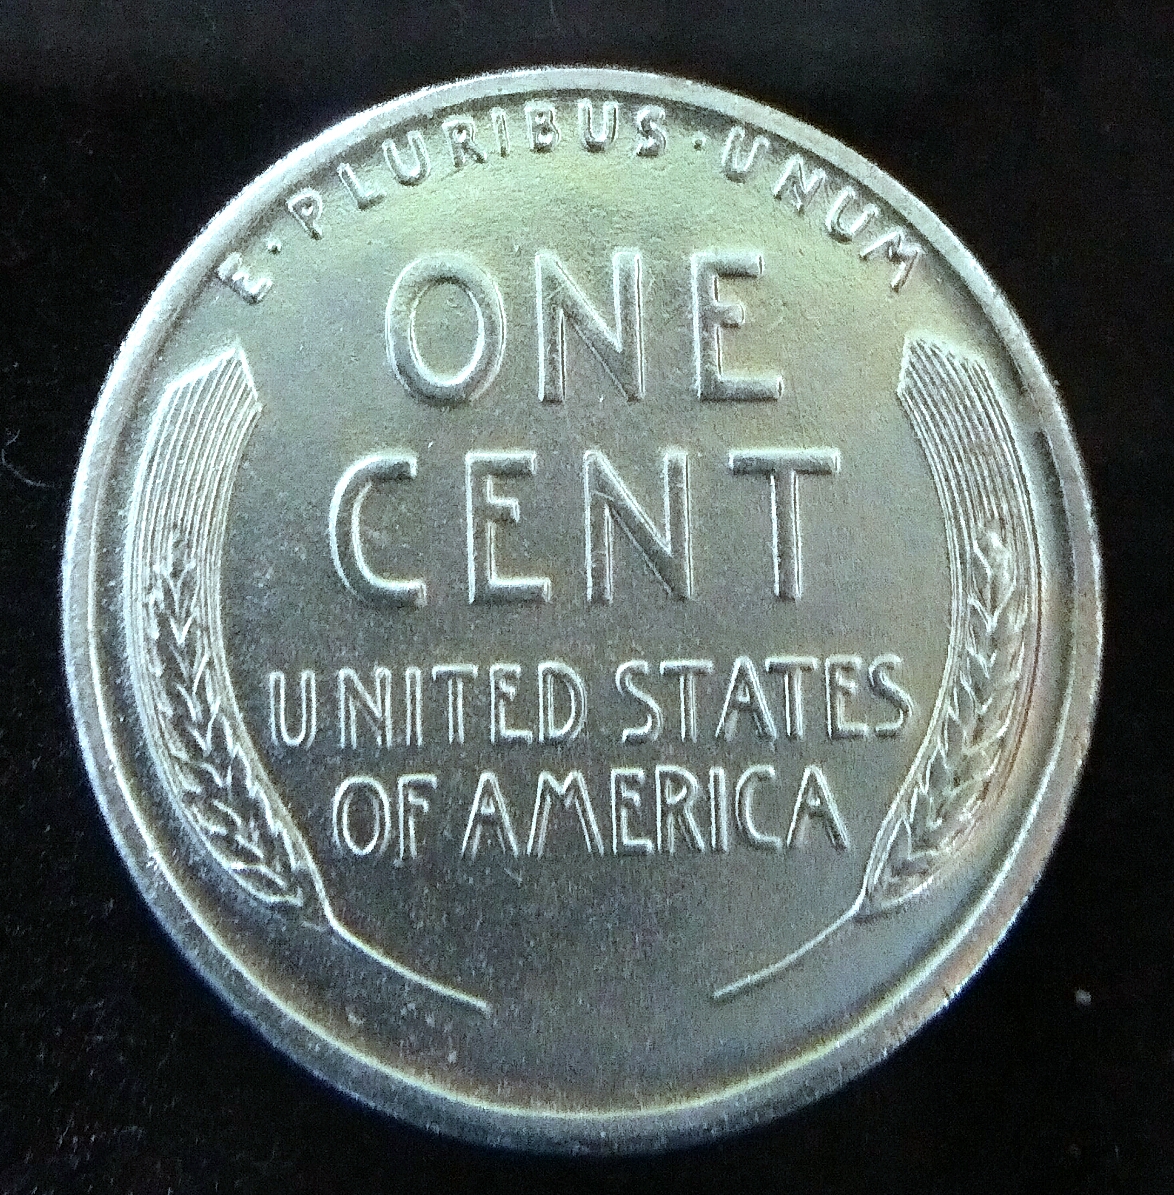 E·PLURIBUS·UNUM
ONE
CENT
UNITED STATES
OF AMERICA